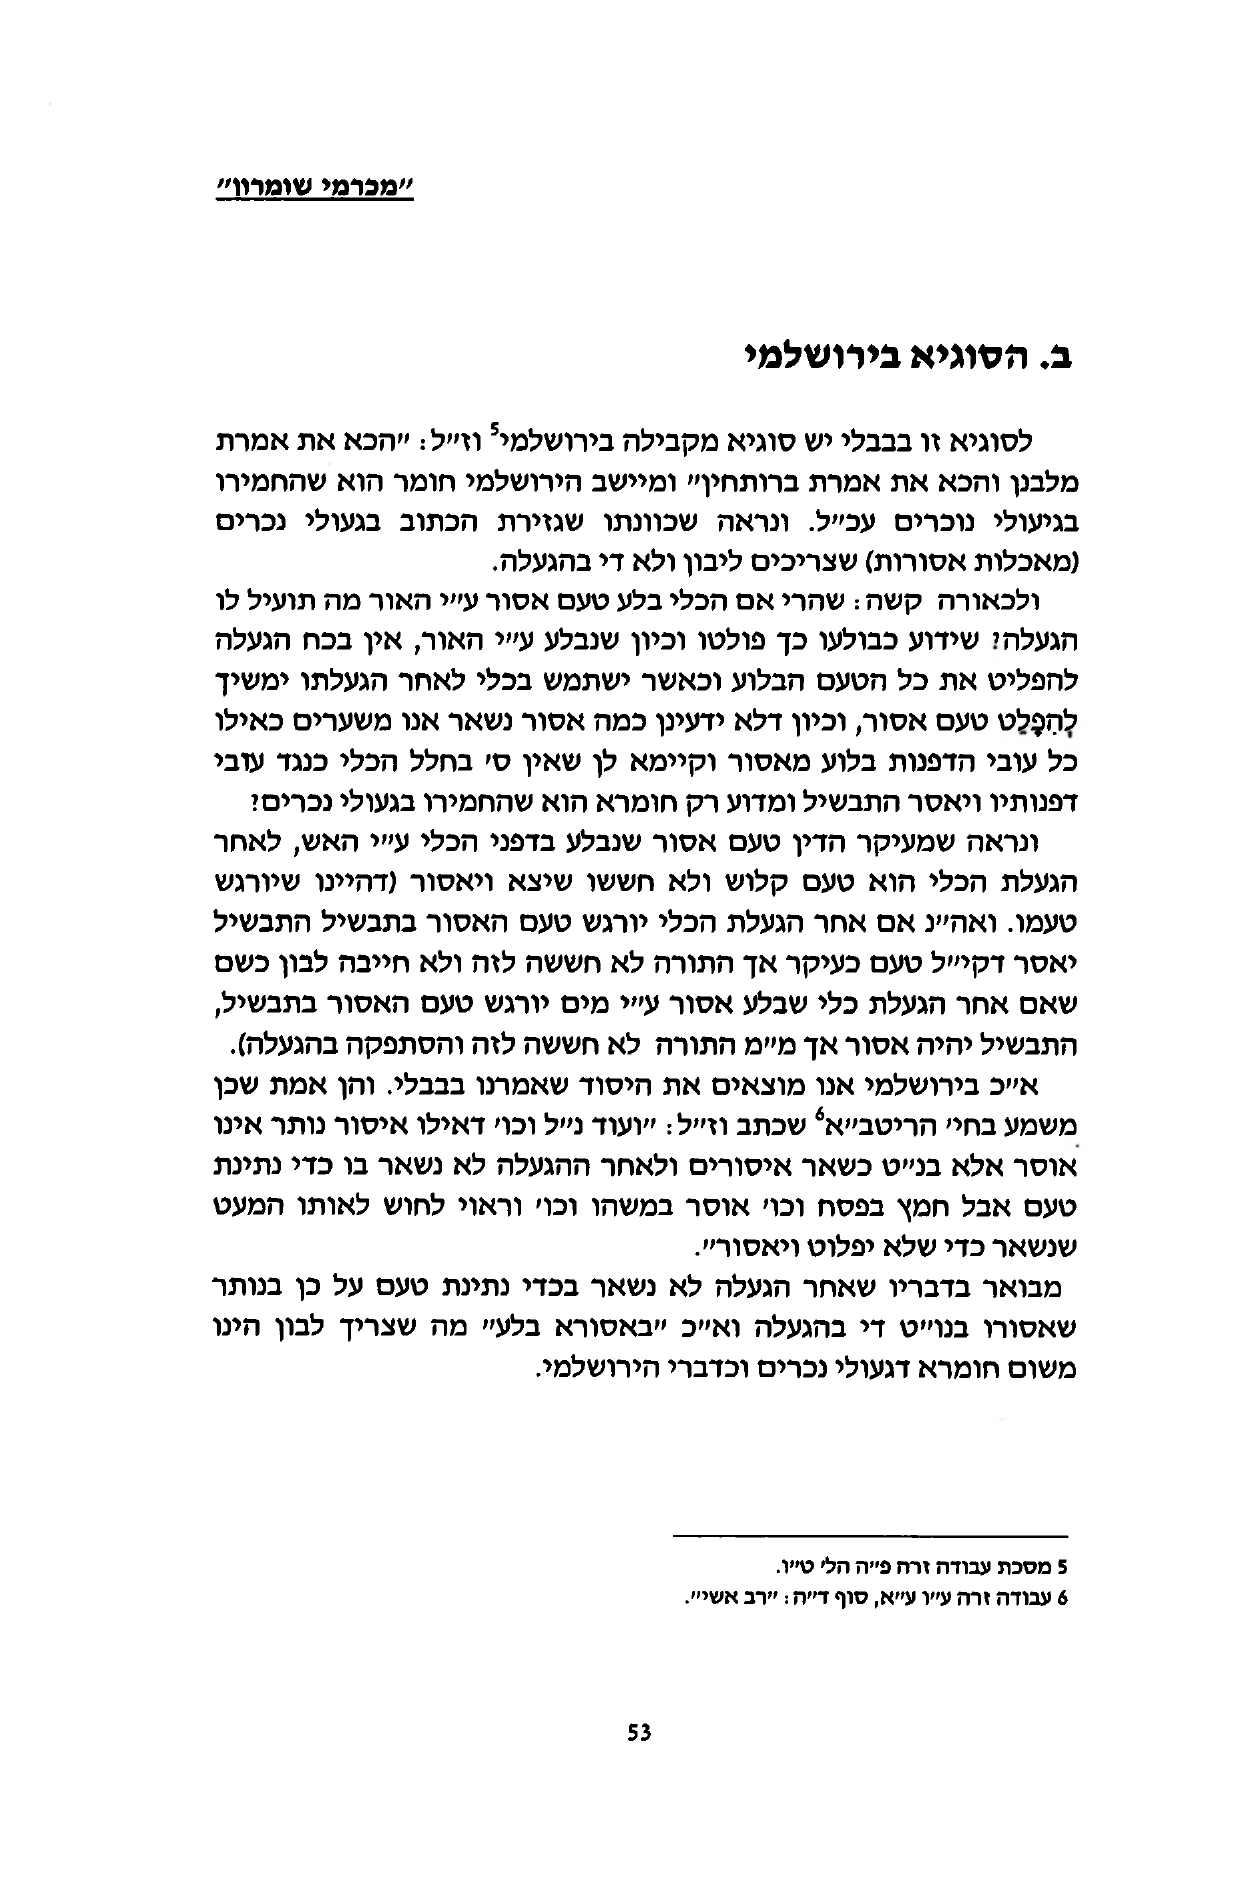 "מכרמי שומרון"
ב. הסוגיא בירושלמי
לסוגיא זו בבבלי יש סוגיא מקבילה בירושלמי5 וז"ל: "הכא את אמרת
מלבנן והכא את אמרת ברותחין" ומיישב הירושלמי חומר הוא שהחמירו
בגיעולי נוכרים עכ"ל. ונראה שכוונתו שגזירת הכתוב בגעולי נכרים
(מאכלות אסורות) שצריכים ליבון ולא די בהגעלה.
ולכאורה קשה: שהרי אם הכלי בלע טעם אסור ע"י האור מה תועיל לו
הגעלה? שידוע כבולעו כך פולטו וכיון שנבלע ע"י האור, אין בכח הגעלה
להפליט את כל הטעם הבלוע וכאשר ישתמש בכלי לאחר הגעלתו ימשיך
לְהִפָּלֵט טעם אסור, וכיון דלא ידעינן כמה אסור נשאר אנו משערים כאילו
כל עובי הדפנות בלוע מאסור וקיימא לן שאין ס' בחלל הכלי כנגד עובי
דפנותיו ויאסר התבשיל ומדוע רק חומרא הוא שהחמירו בגעולי נכרים?
ונראה שמעיקר הדין טעם אסור שנבלע בדפני הכלי ע"י האש, לאחר
הגעלת הכלי הוא טעם קלוש ולא חששו שיצא ויאסור (דהיינו שיורגש
טעמו. ואה"נ אם אחר הגעלת הכלי יורגש טעם האסור בתבשיל התבשיל
יאסר דקי"ל טעם כעיקר אך התורה לא חששה לזה ולא חייבה לבון כשם
שאם אחר הגעלת כלי שבלע אסור ע"י מים יורגש טעם האסור בתבשיל,
התבשיל יהיה אסור אך מ"מ התורה לא חששה לזה והסתפקה בהגעלה).
א"כ בירושלמי אנו מוצאים את היסוד שאמרנו בבבלי. והן אמת שכן
משמע בחי' הריטב"א6 שכתב וז"ל: "ועוד נ"ל וכו' דאילו איסור נותר אינו
אוסר אלא בנ"ט כשאר איסורים ולאחר ההגעלה לא נשאר בו כדי נתינת
טעם אבל חמץ בפסח וכו' אוסר במשהו וכו' וראוי לחוש לאותו המעט
שנשאר כדי שלא יפלוט ויאסור".
מבואר בדבריו שאחר הגעלה לא נשאר בכדי נתינת טעם על כן בנותר
שאסורו בנו"ט די בהגעלה וא"כ "באסורא בלע" מה שצריך לבון הינו
משום חומרא דגעולי נכרים וכדברי הירושלמי.
5 מסכת עבודה זרה פ"ה הל' ט"ו.
6 עבודה זרה ע"ו ע"א, סוף ד"ה: "רב אשי".
53